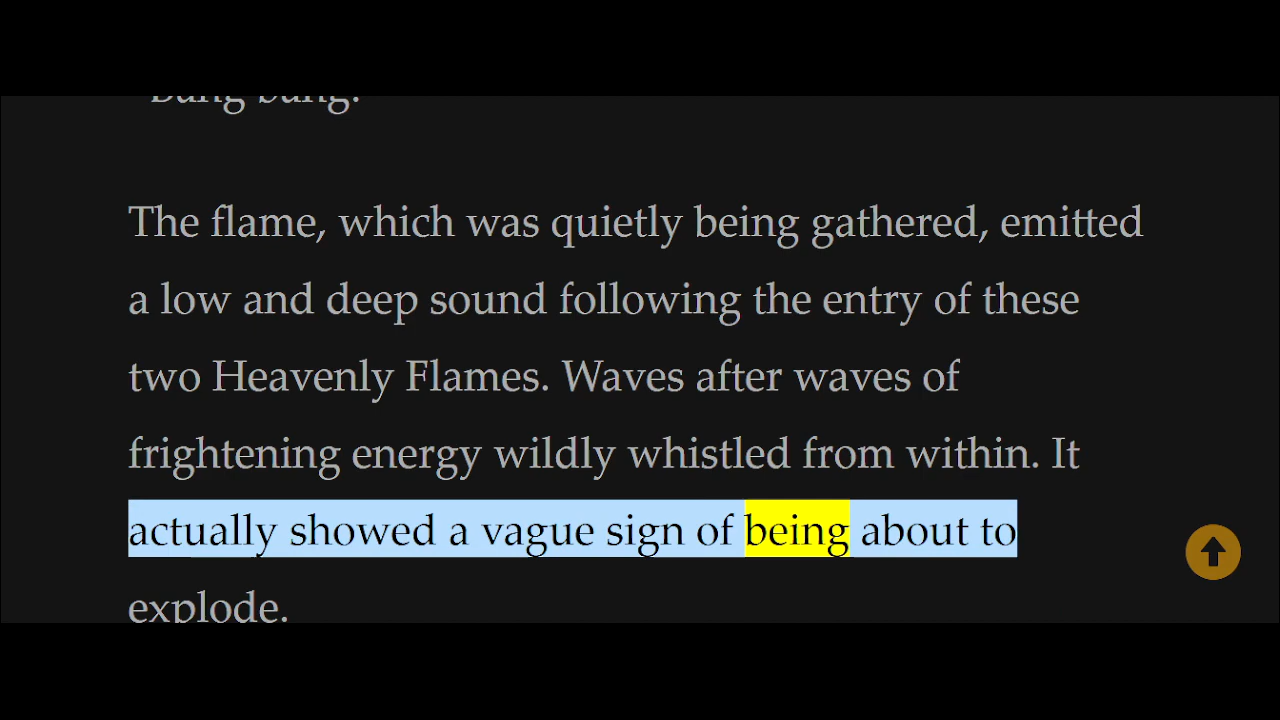 "Bang bang!"
The flame, which was quietly being gathered, emitted
a low and deep sound following the entry of these
two Heavenly Flames. Waves after waves of
frightening energy wildly whistled from within. It
actually showed a vague sign of being about to
explode.